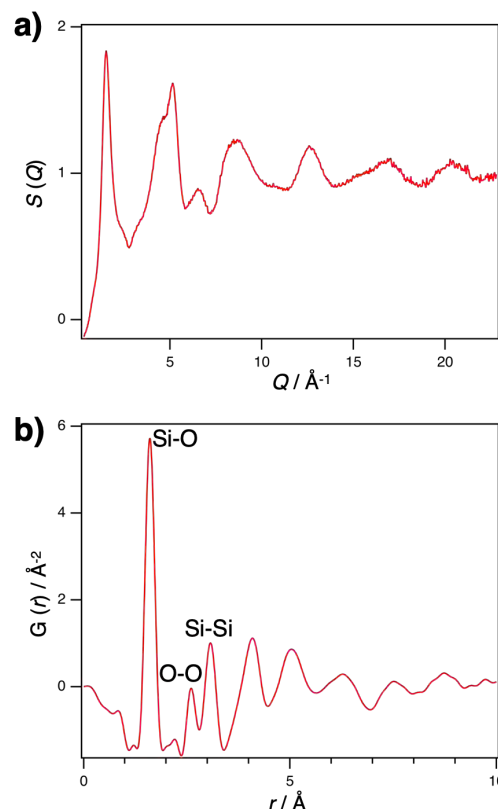 a)
2
1
0
S (Q)
5 10 15 20
Q / Å-1
b)
6
4
2
0
G (r) / Å-2
Si-O
Si-Si
O-O
0 5 10
r / Å